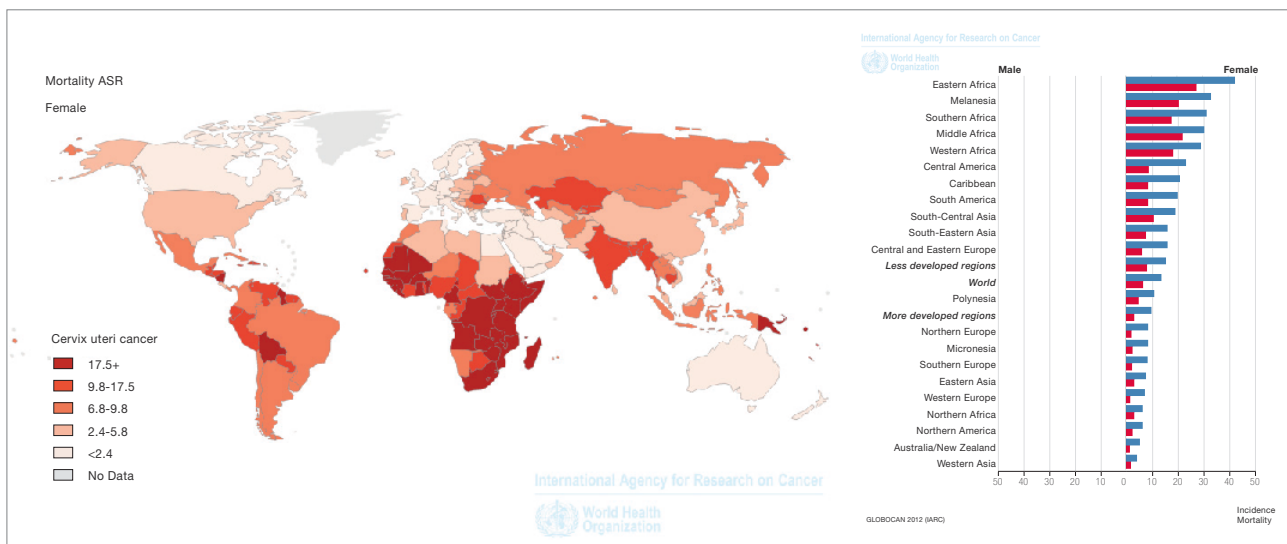 Mortality ASR
Female
Cervix uteri cancer
17.5+
9.8-17.5
6.8-9.8
2.4-5.8
<2.4
No Data
International Agency for Research on Cancer
World Health
Organization
International Agency for Research on Cancer
World Health
Organization
Male
Female
Eastern Africa
Melanesia
Southern Africa
Middle Africa
Western Africa
Central America
Caribbean
South America
South-Central Asia
South-Eastern Asia
Central and Eastern Europe
Less developed regions
World
Polynesia
More developed regions
Northern Europe
Micronesia
Southern Europe
Eastern Asia
Western Europe
Northern Africa
Northern America
Australia/New Zealand
Western Asia
50 40 30 20 10 0 10 20 30 40 50
GLOBOCAN 2012 (IARC)
Incidence
Mortality